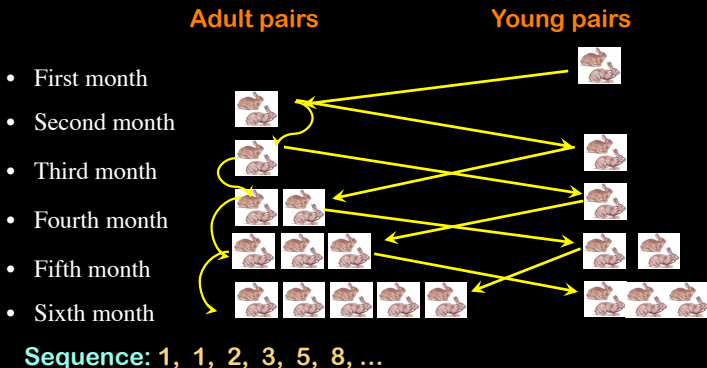 Adult pairs
Young pairs
• First month
• Second month
• Third month
• Fourth month
• Fifth month
• Sixth month
Sequence: 1, 1, 2, 3, 5, 8, ...